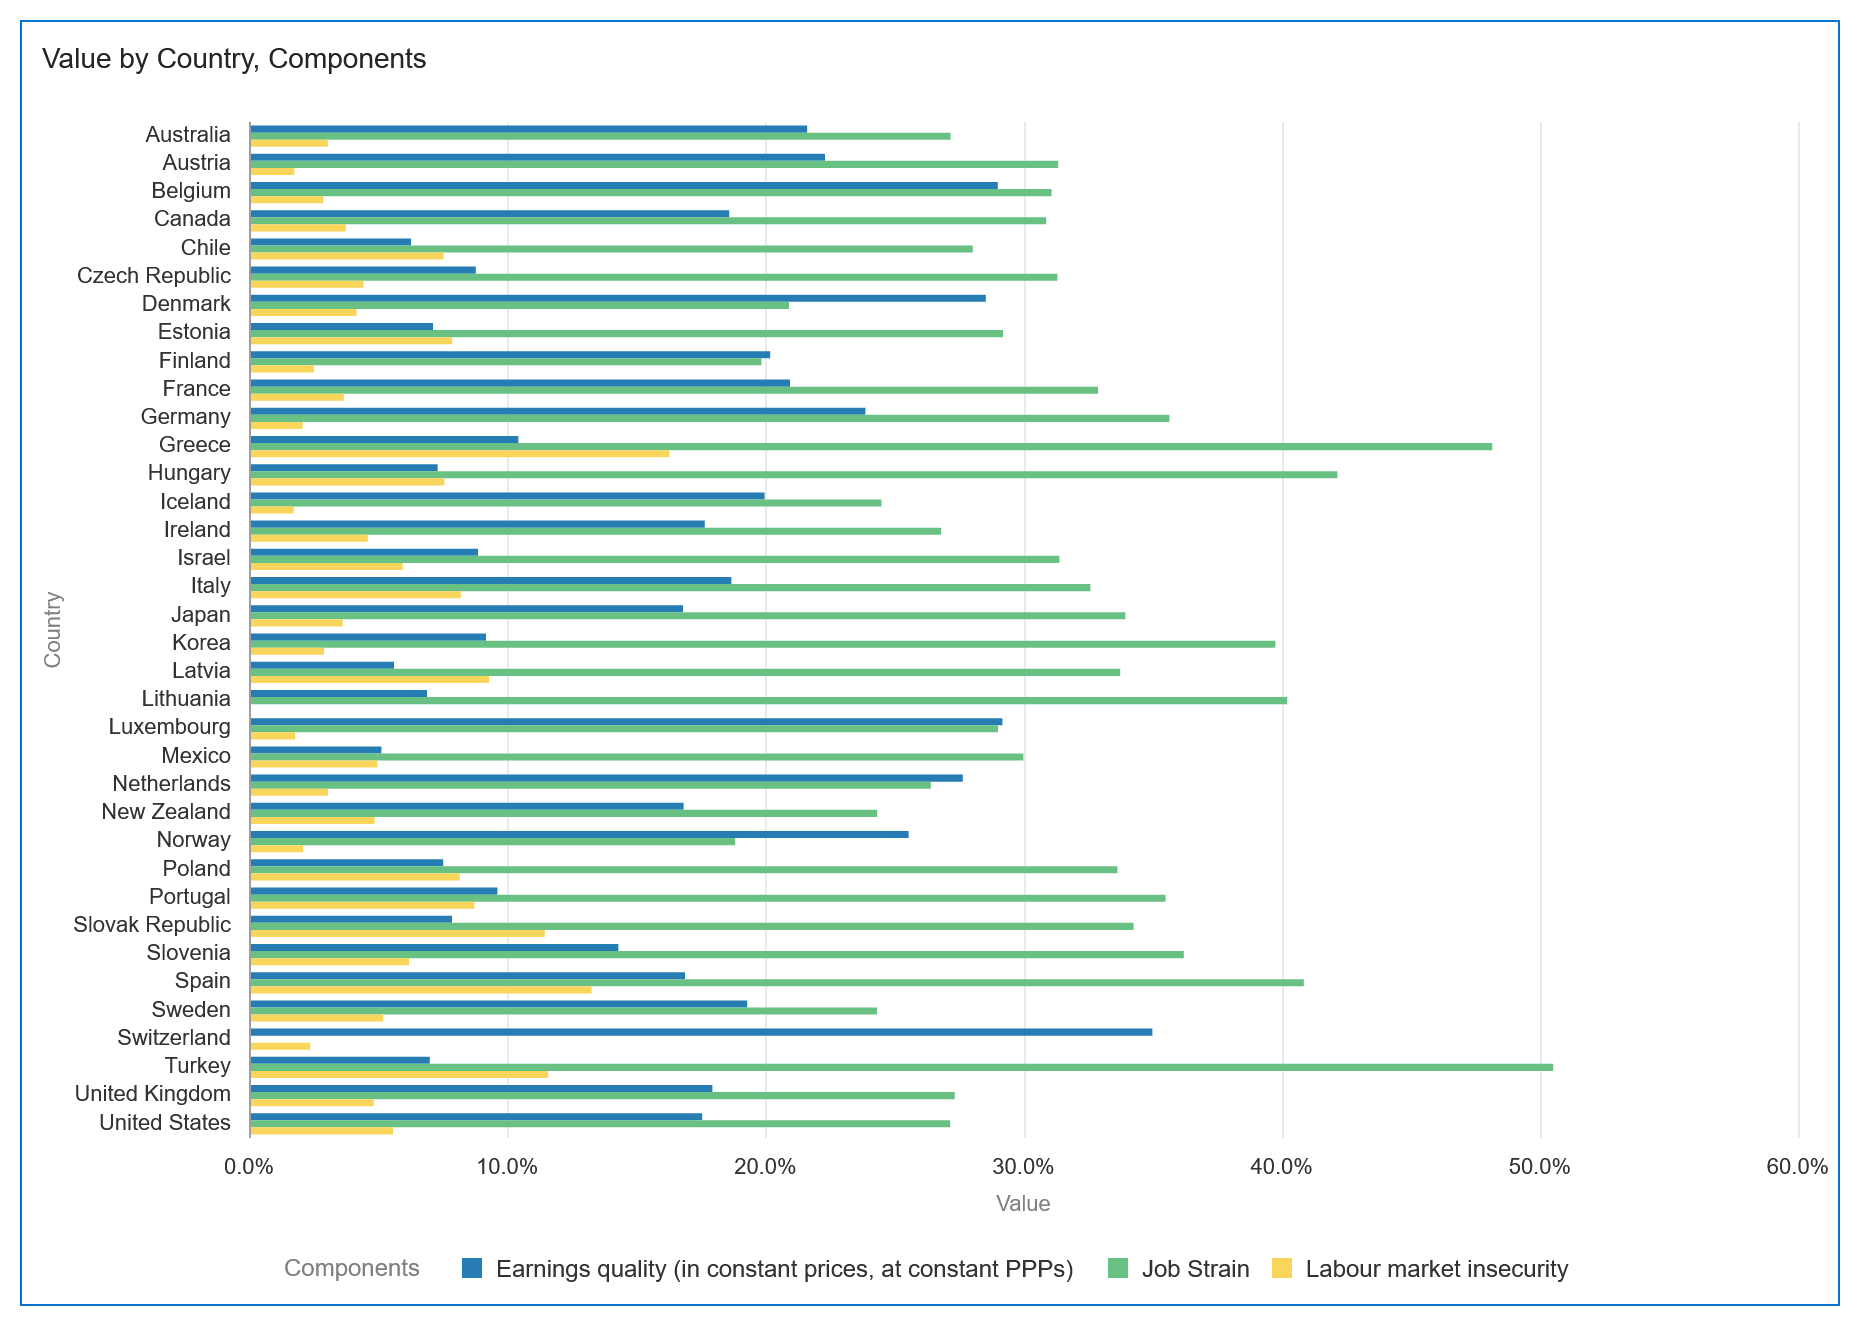 Value by Country, Components
Country
Australia
Austria
Belgium
Canada
Chile
Czech Republic
Denmark
Estonia
Finland
France
Germany
Greece
Hungary
Iceland
Ireland
Israel
Italy
Japan
Korea
Latvia
Lithuania
Luxembourg
Mexico
Netherlands
New Zealand
Norway
Poland
Portugal
Slovak Republic
Slovenia
Spain
Sweden
Switzerland
Turkey
United Kingdom
United States
0.0% 10.0% 20.0% 30.0% 40.0% 50.0% 60.0%
Value
Components Earnings quality (in constant prices, at constant PPPs) Job Strain Labour market insecurity